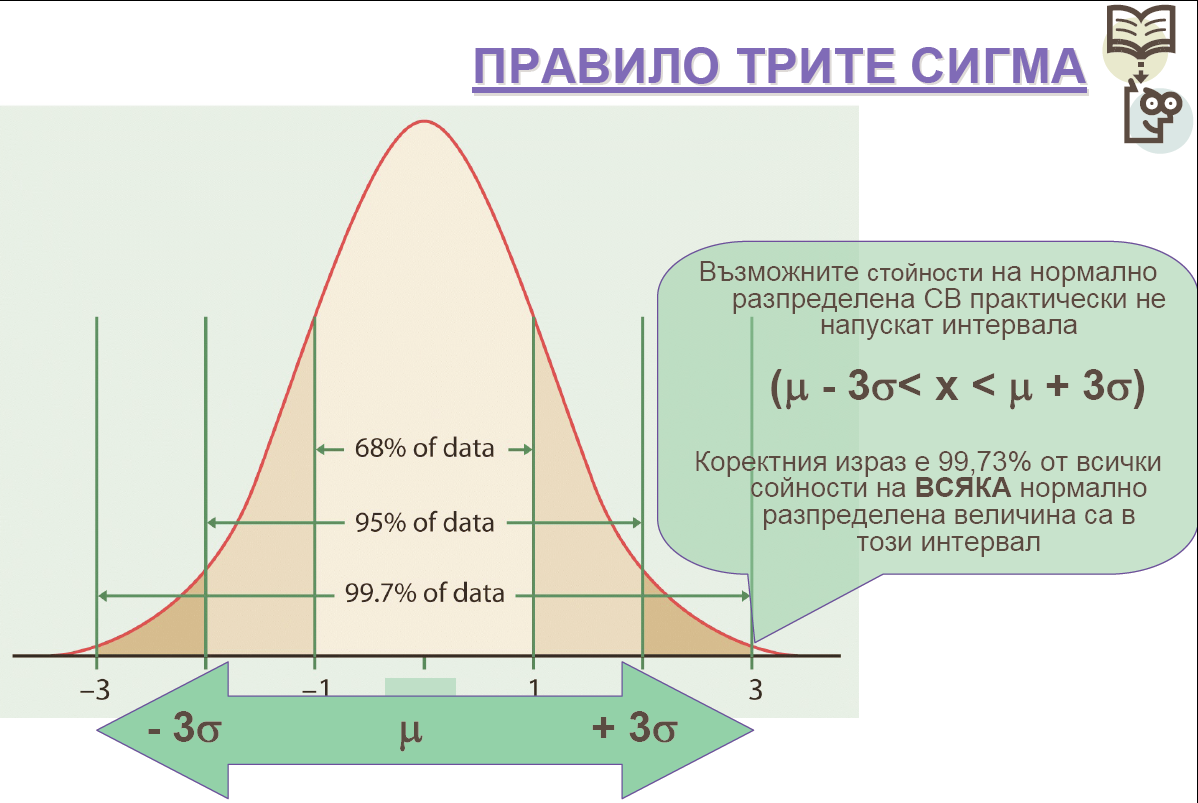 ПРАВИЛО ТРИТЕ СИГМА
Възможните стойности на нормално
разпределена СВ практически не
напускат интервала
(μ - 3σ< x < μ + 3σ)
Коректния израз е 99,73% от всички
сойности на ВСЯКА нормално
разпределена величина са в
този интервал
68% of data
95% of data
99.7% of data
–3 –1 1 3
- 3σ μ + 3σ